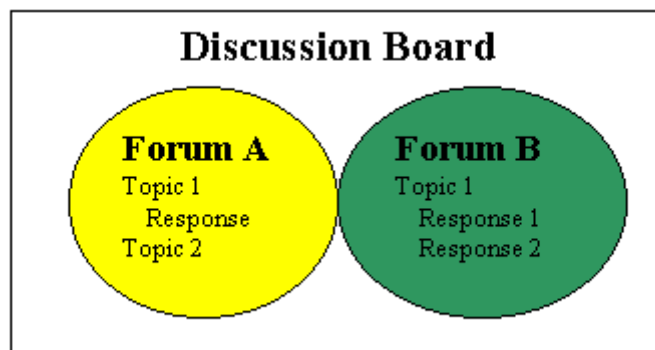 Discussion Board
Forum A
Topic 1
Response
Topic 2
Forum B
Topic 1
Response 1
Response 2